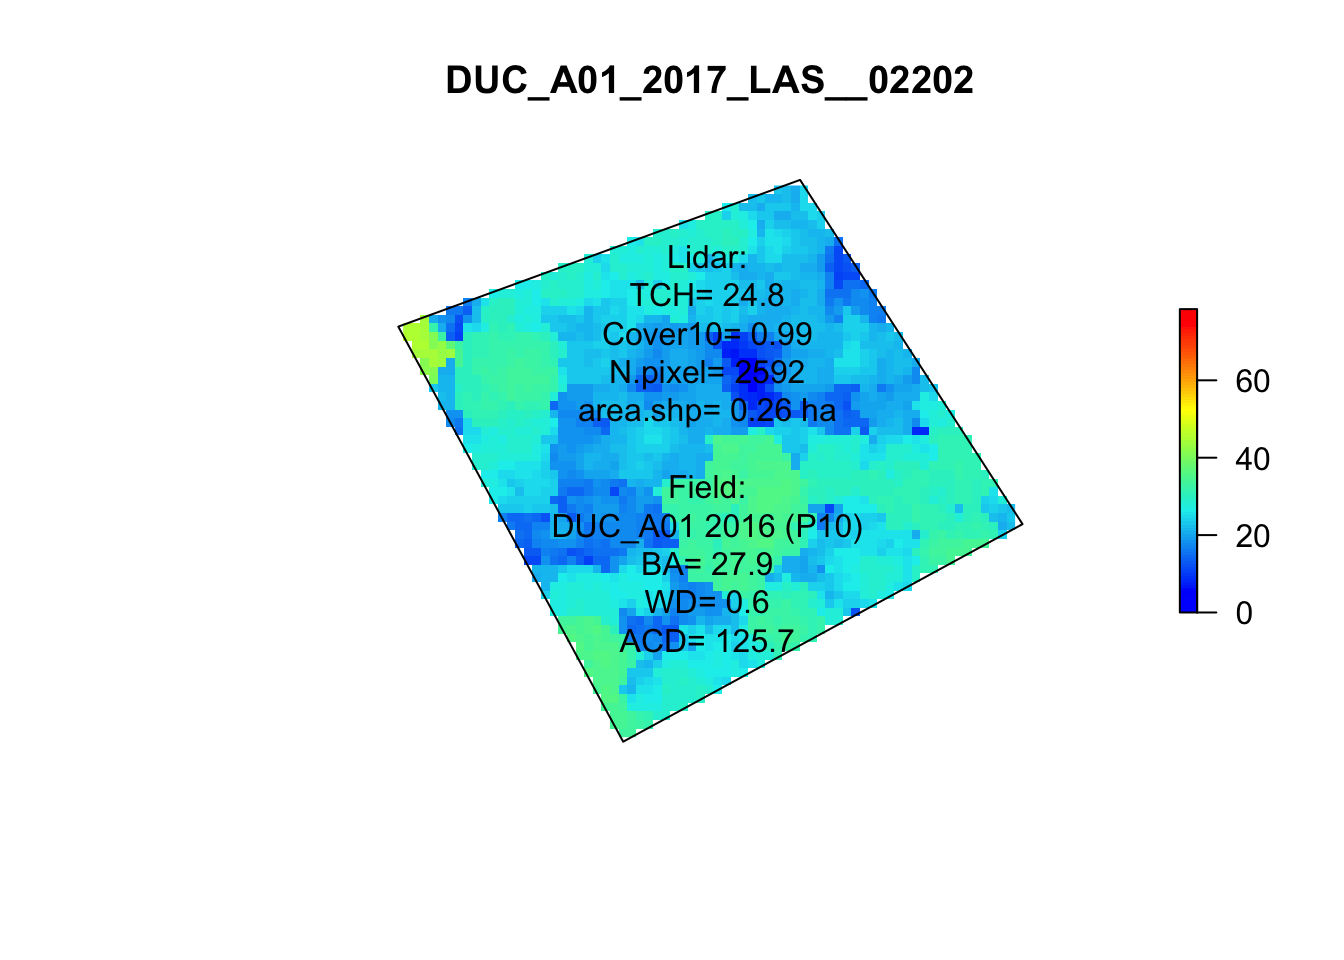 DUC_A01_2017_LAS__02202
Lidar:
TCH= 24.8
Cover10= 0.99
N.pixel= 2592
area.shp= 0.26 ha
Field:
DUC_A01 2016 (P10)
BA= 27.9
WD= 0.6
ACD= 125.7
60
40
20
0